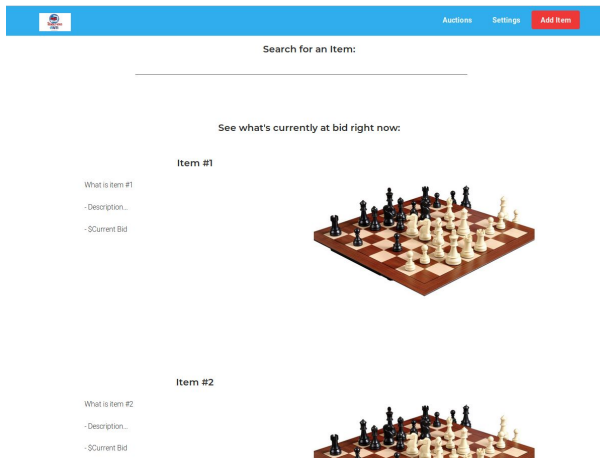 Auctions Settings Add Item
Search for an Item:
See what's currently at bid right now:
Item #1
What is item #1
- Description...
- $Current Bid
Item #2
What is item #2
- Description...
- $Current Bid